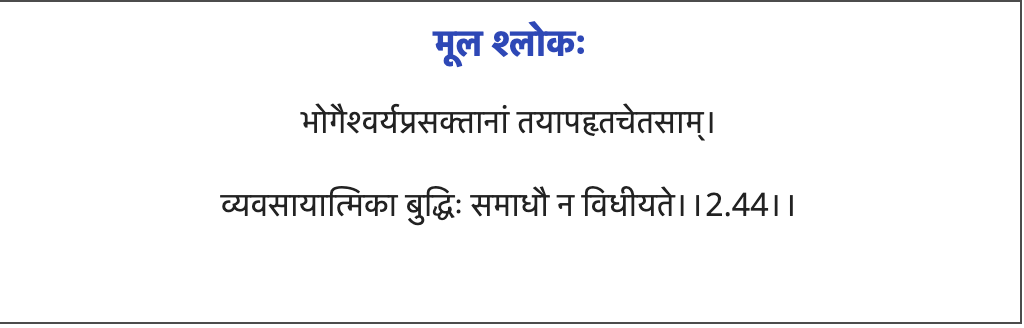 मूल श्लोकः
भोगैश्वर्यप्रसक्तानां तयापहृतचेतसाम्।
व्यवसायात्मिका बुद्धिः समाधौ न विधीयते।।2.44।।